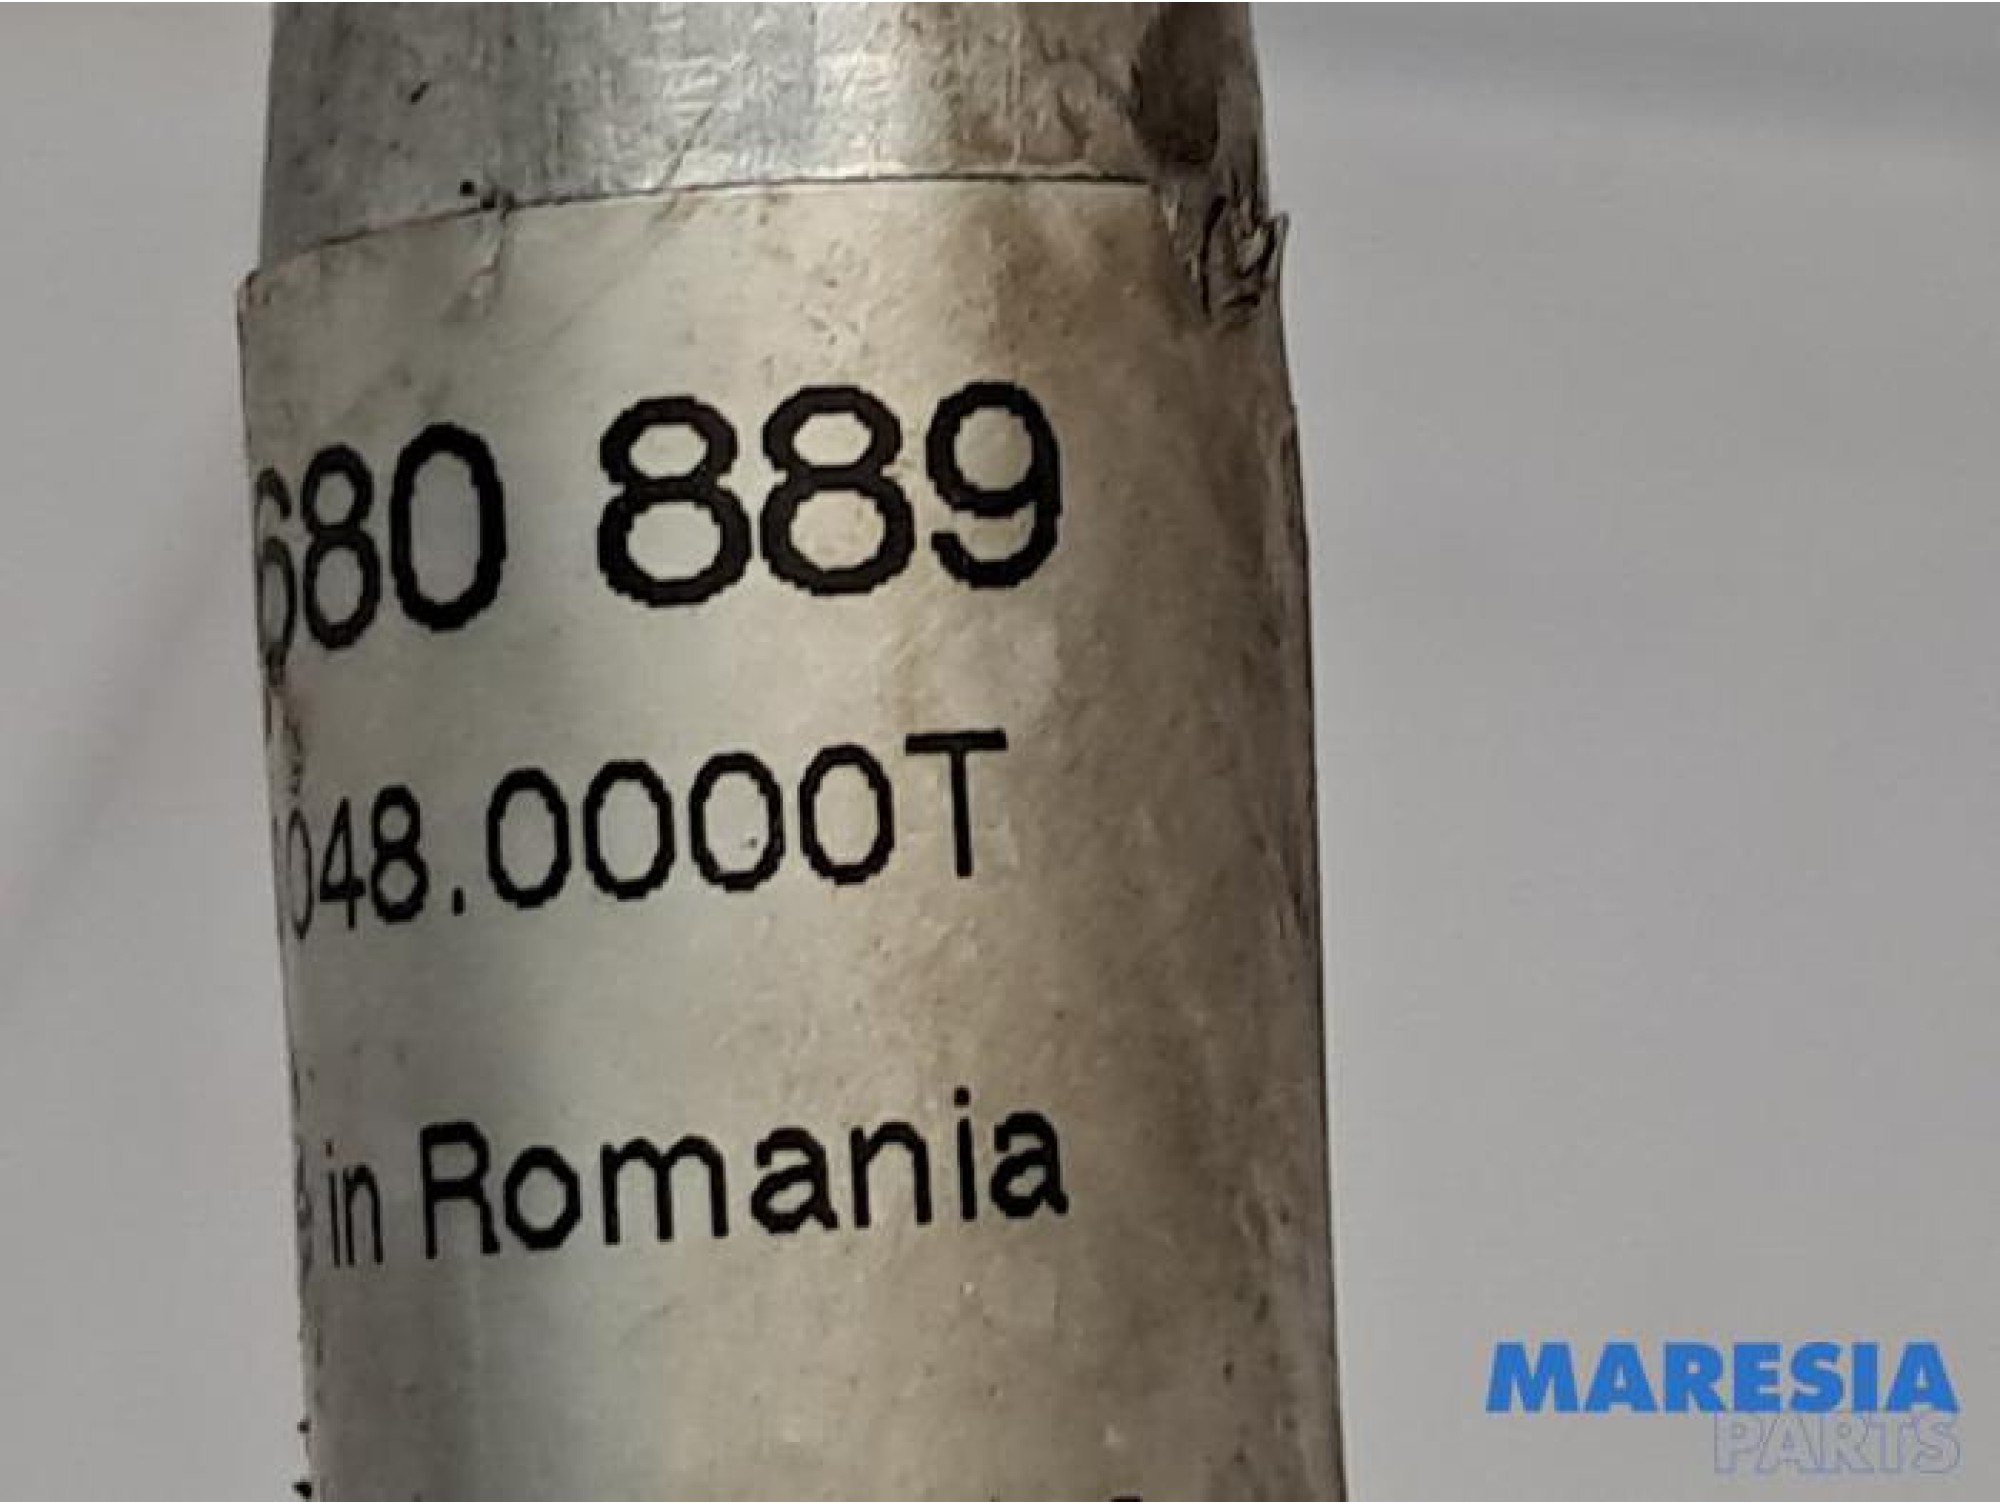 680 889
048.0000T
in Romania
MARESIA
PARTS